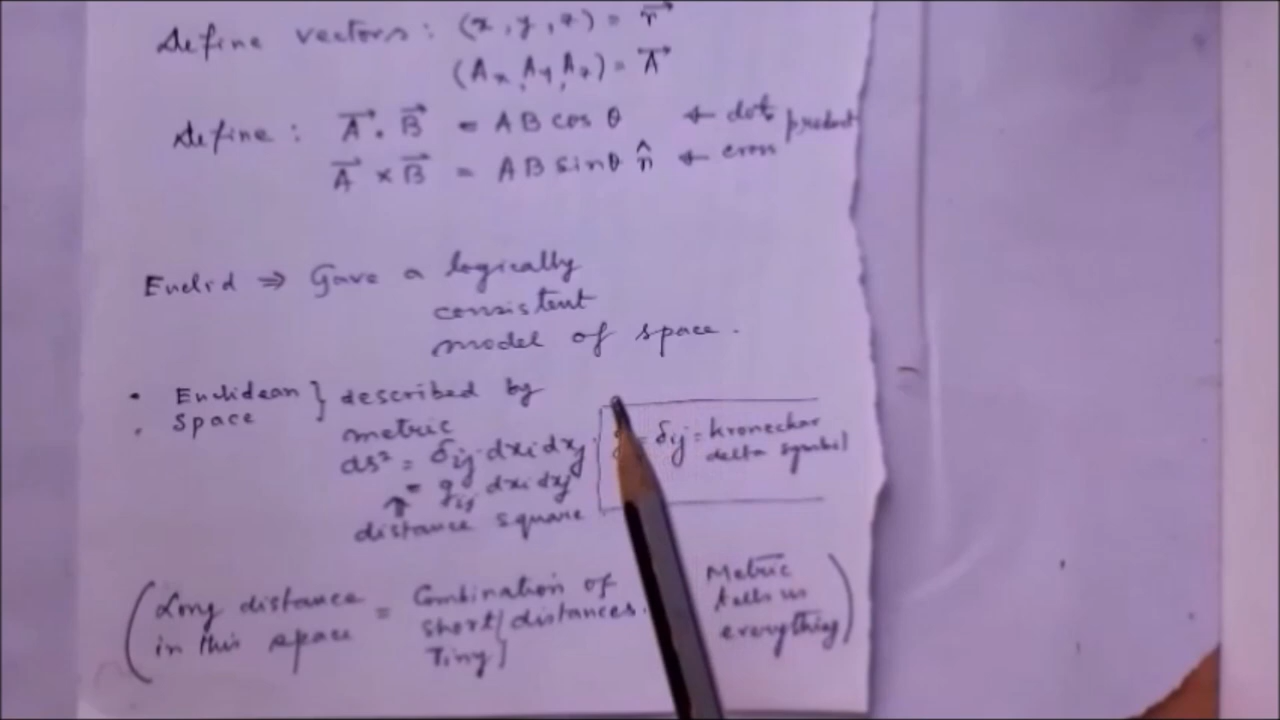 Define vectors: (x, y, z) = r⃗
(Ax, Ay, Az) = A⃗
Define: A⃗ . B⃗ = AB cos θ ← dot product
A⃗ × B⃗ = AB sinθ n̂ ← cross
Euclid ⇒ Gave a logically
consistent
model of space.
Euclidean } described by
Space
metric
ds² = δij dxi dxj
= gij dxi dxj
↑
distance square
= δij = kroneckar
delta symbol
(Long distance = Combination of Metric
in this space short/ distances. tells us
Tiny) everything)